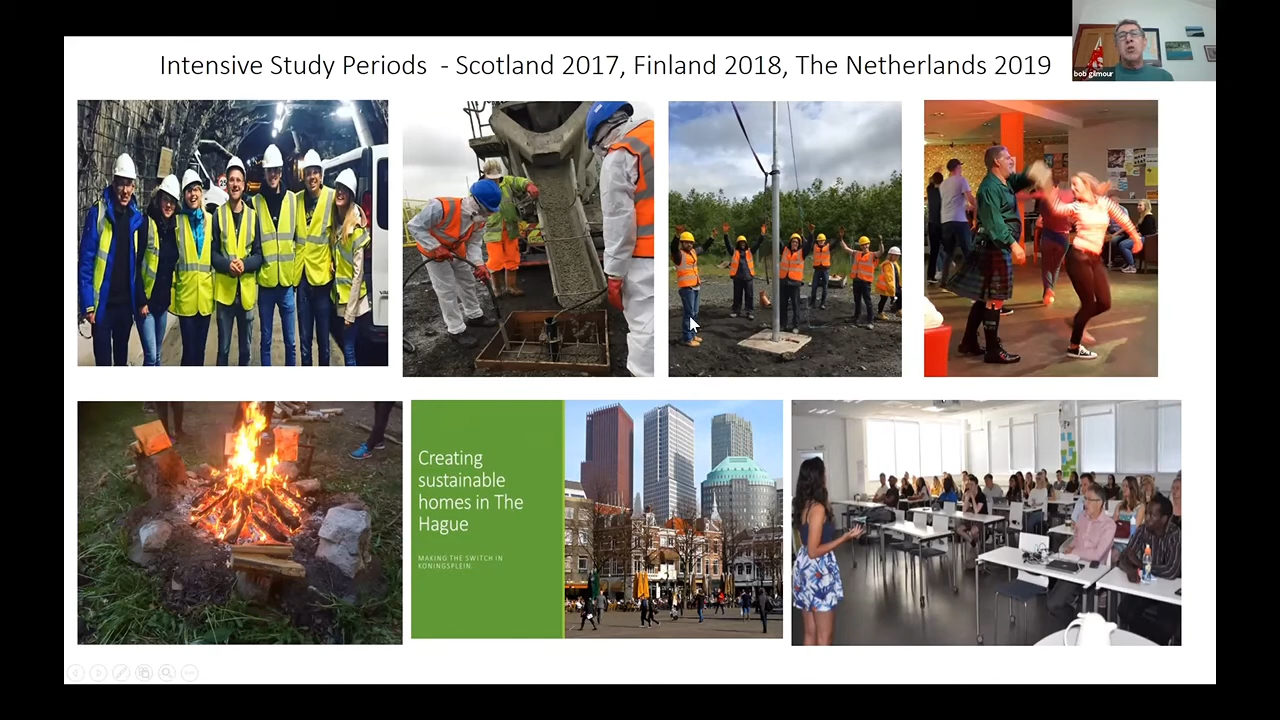 Intensive Study Periods - Scotland 2017, Finland 2018, The Netherlands 2019
bob gilmour
Creating
sustainable
homes in The
Hague
MAKING THE SWITCH IN
KONINGSPLEIN.